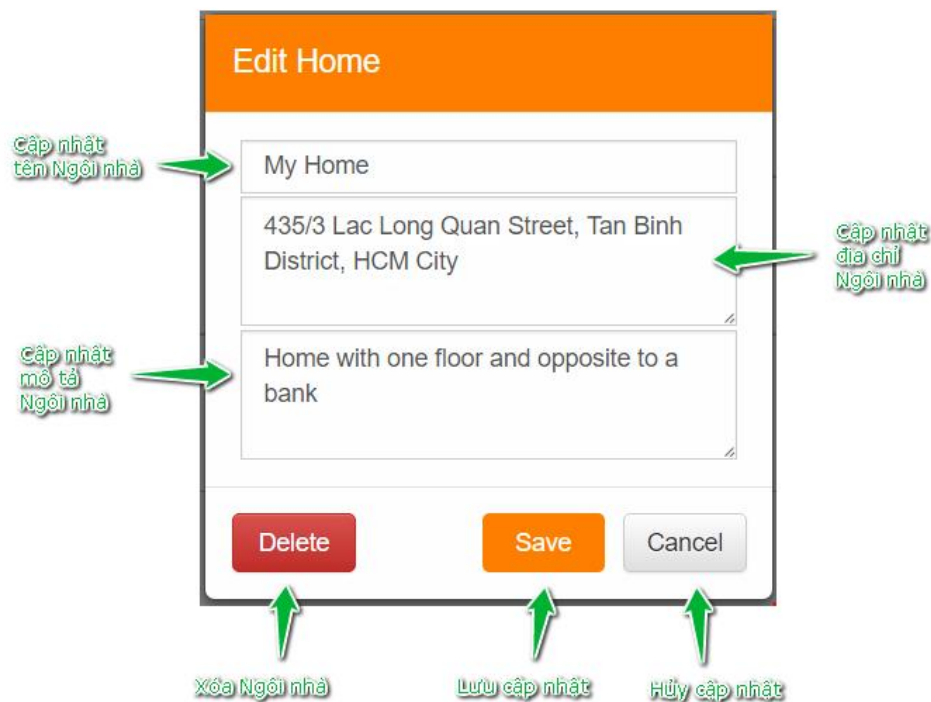 Edit Home
Cập nhật
tên Ngôi nhà
My Home
435/3 Lac Long Quan Street, Tan Binh
District, HCM City
Cập nhật
địa chỉ
Ngôi nhà
Cập nhật
mô tả
Ngôi nhà
Home with one floor and opposite to a
bank
Delete
Save
Cancel
Xóa Ngôi nhà
Lưu cập nhật
Hủy cập nhật